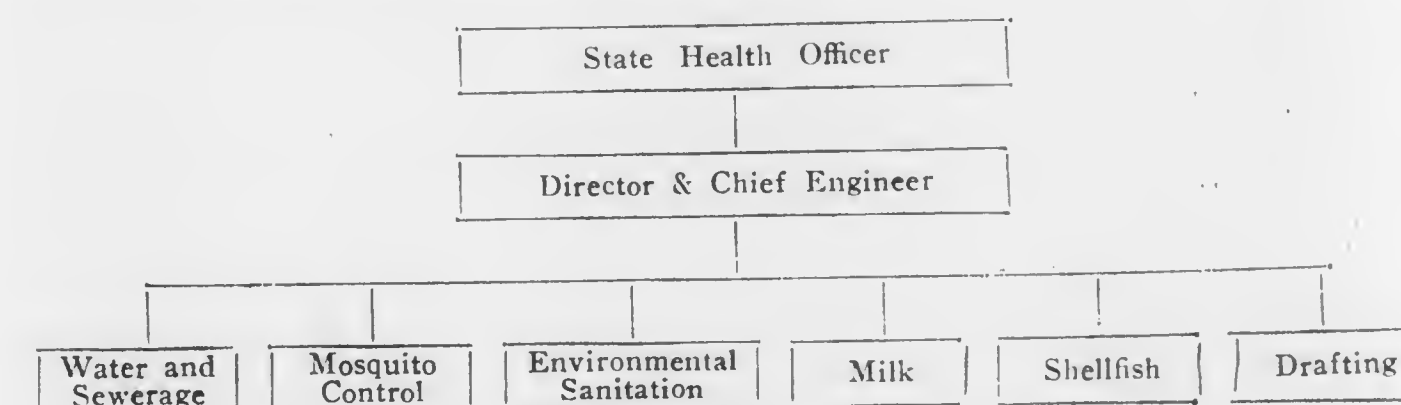 State Health Officer
Director & Chief Engineer
Water and
Sewerage
Mosquito
Control
Environmental
Sanitation
Milk
Shellfish
Drafting